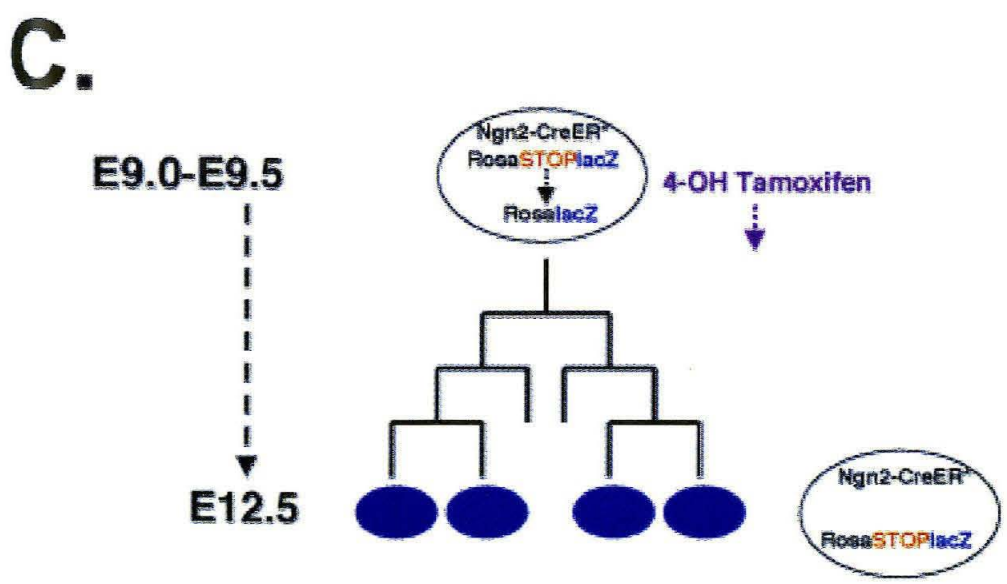 C.
E9.0-E9.5
Ngn2-CreER*
RosaSTOPlacZ
RosalacZ
4-OH Tamoxifen
E12.5
Ngn2-CreER*
RosaSTOPlacZ